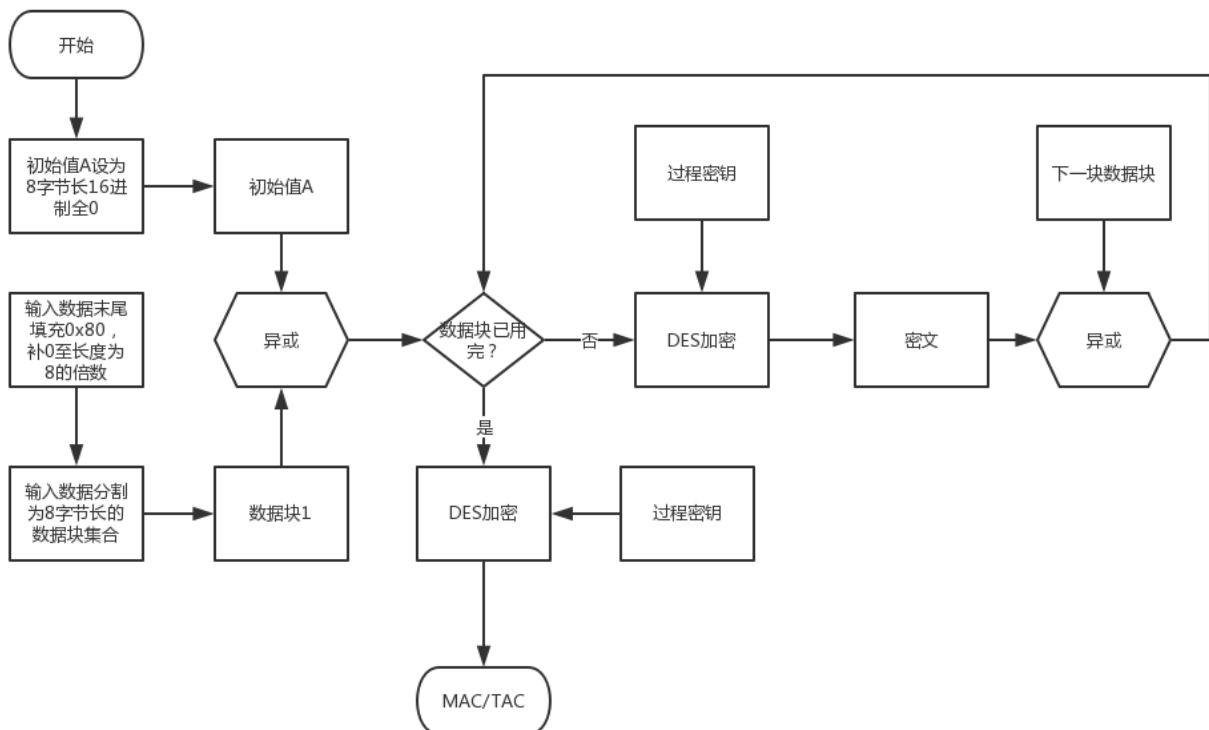 开始
初始值A设为
8字节长16进
制全0
初始值A
过程密钥
下一块数据块
输入数据末尾
填充0x80，
补0至长度为
8的倍数
异或
数据块已用
完？
否
DES加密
密文
异或
是
输入数据分割
为8字节长的
数据块集合
数据块1
DES加密
过程密钥
MAC/TAC